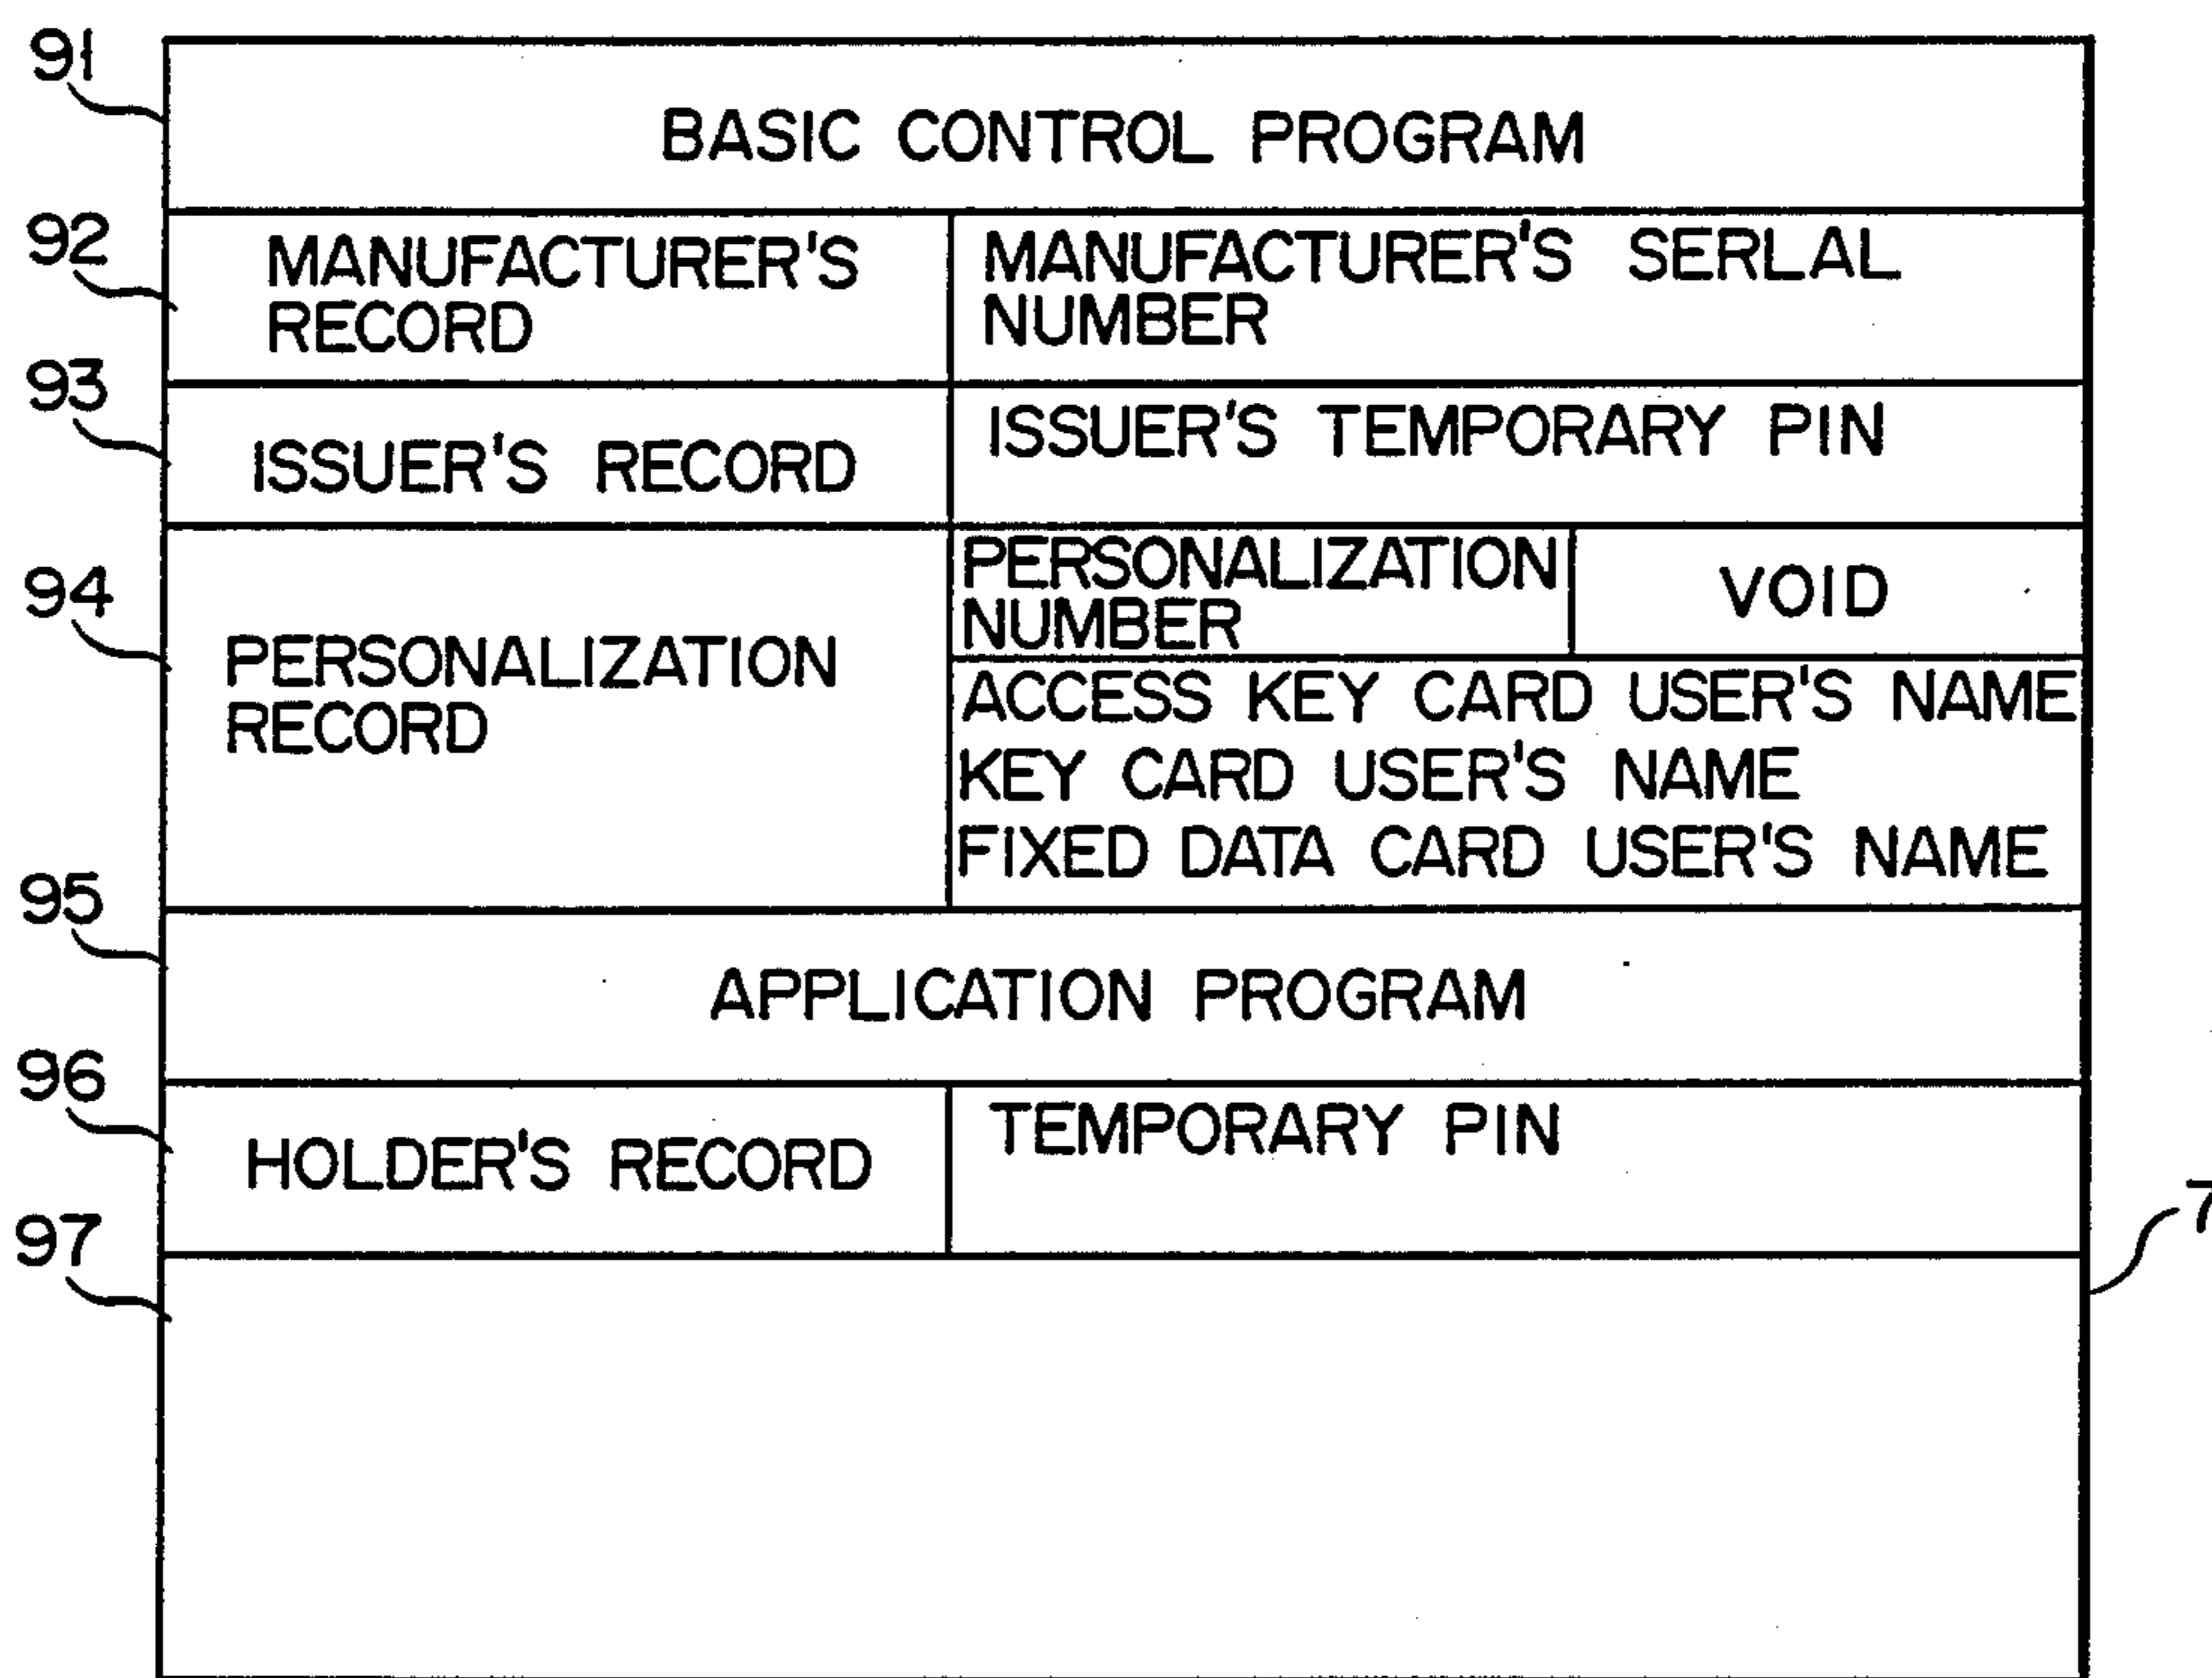 91
BASIC CONTROL PROGRAM
92
MANUFACTURER'S
RECORD
MANUFACTURER'S SERLAL
NUMBER
93
ISSUER'S RECORD
ISSUER'S TEMPORARY PIN
94
PERSONALIZATION
RECORD
PERSONALIZATION
NUMBER
VOID
ACCESS KEY CARD USER'S NAME
KEY CARD USER'S NAME
FIXED DATA CARD USER'S NAME
95
APPLICATION PROGRAM
96
HOLDER'S RECORD
TEMPORARY PIN
97